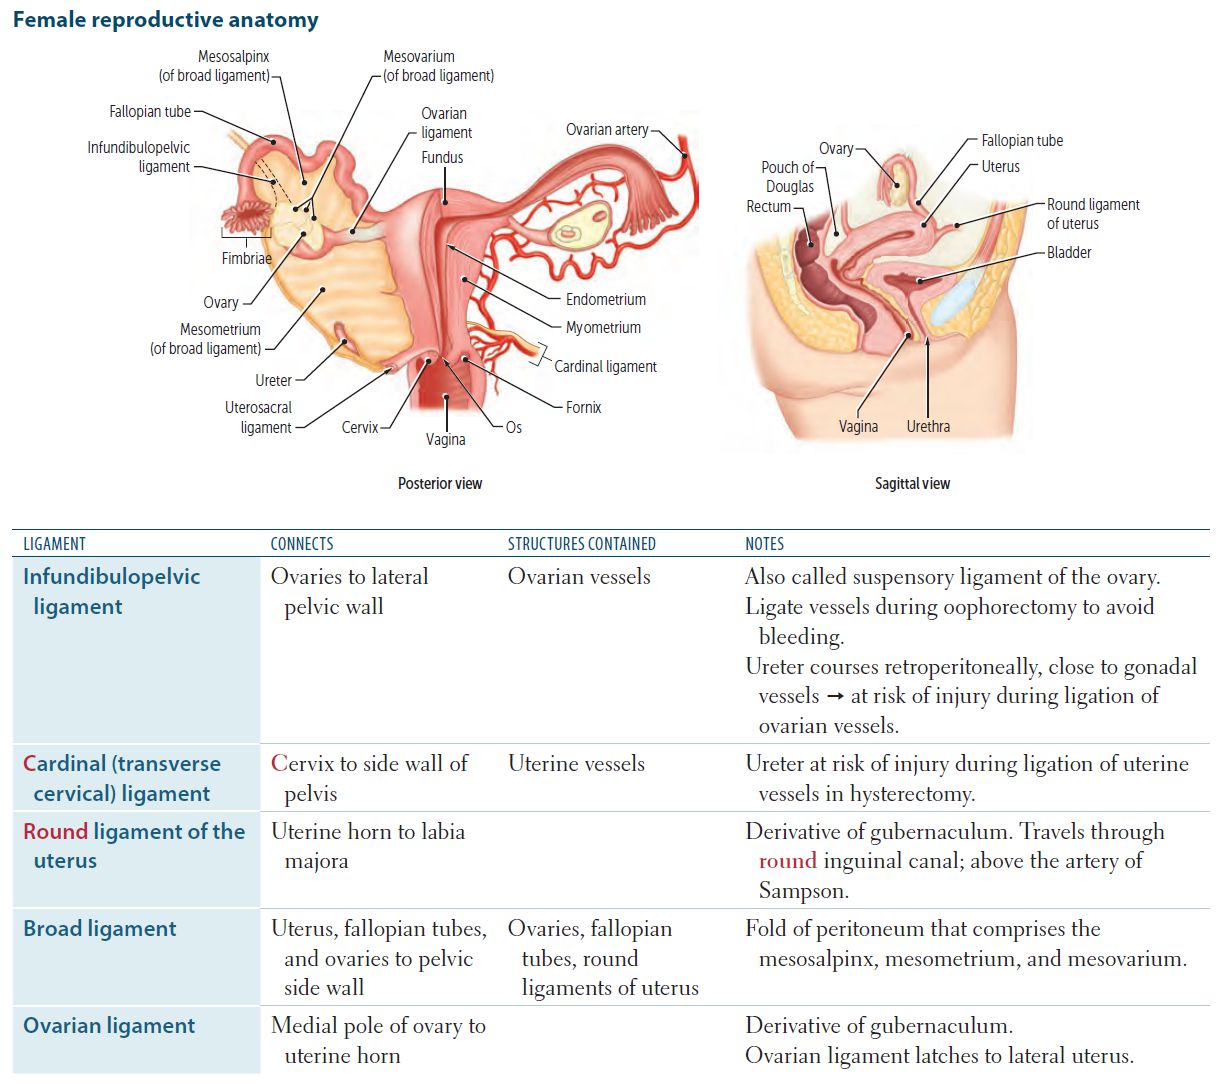 Female reproductive anatomy
Mesosalpinx
(of broad ligament)
Mesovarium
(of broad ligament)
Fallopian tube
Ovarian
ligament
Ovarian artery
Infundibulopelvic
ligament
Fundus
Fimbriae
Ovary
Endometrium
Mesometrium
(of broad ligament)
Myometrium
Cardinal ligament
Ureter
Uterosacral
ligament
Fornix
Cervix
Vagina
Os
Posterior view
Ovary
Fallopian tube
Pouch of
Douglas
Uterus
Rectum
Round ligament
of uterus
Bladder
Vagina
Urethra
Sagittal view
LIGAMENT CONNECTS STRUCTURES CONTAINED NOTES
Infundibulopelvic
ligament
Ovaries to lateral
pelvic wall
Ovarian vessels
Also called suspensory ligament of the ovary.
Ligate vessels during oophorectomy to avoid
bleeding.
Ureter courses retroperitoneally, close to gonadal
vessels → at risk of injury during ligation of
ovarian vessels.
Cardinal (transverse
cervical) ligament
Cervix to side wall of
pelvis
Uterine vessels
Ureter at risk of injury during ligation of uterine
vessels in hysterectomy.
Round ligament of the
uterus
Uterine horn to labia
majora
Derivative of gubernaculum. Travels through
round inguinal canal; above the artery of
Sampson.
Broad ligament
Uterus, fallopian tubes,
and ovaries to pelvic
side wall
Ovaries, fallopian
tubes, round
ligaments of uterus
Fold of peritoneum that comprises the
mesosalpinx, mesometrium, and mesovarium.
Ovarian ligament
Medial pole of ovary to
uterine horn
Derivative of gubernaculum.
Ovarian ligament latches to lateral uterus.